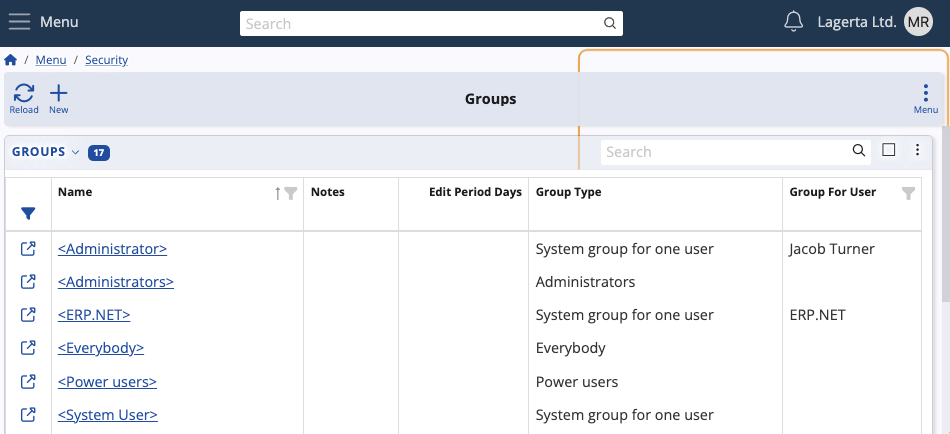 Menu Search Lagerta Ltd. MR
/ Menu / Security
Reload New Groups Menu
GROUPS 17 Search
Name Notes Edit Period Days Group Type Group For User
<Administrator> System group for one user Jacob Turner
<Administrators> Administrators
<ERP.NET> System group for one user ERP.NET
<Everybody> Everybody
<Power users> Power users
<System User> System group for one user